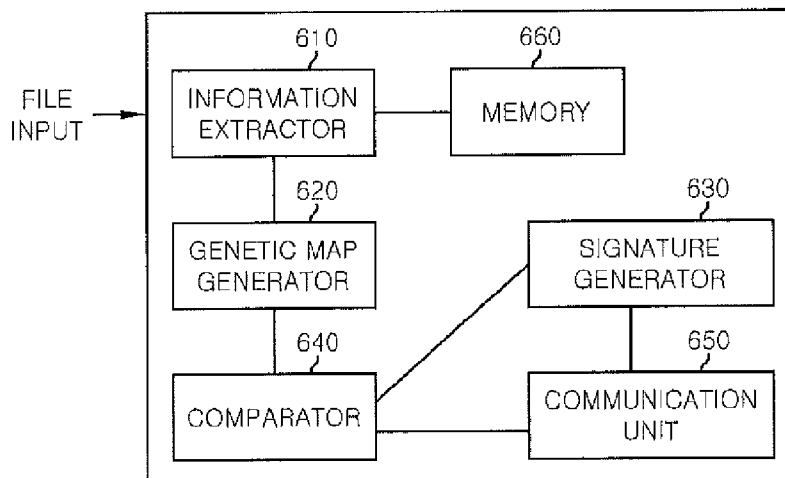 610
660
FILE
INPUT
INFORMATION
EXTRACTOR
MEMORY
620
630
GENETIC MAP
GENERATOR
SIGNATURE
GENERATOR
640
650
COMPARATOR
COMMUNICATION
UNIT